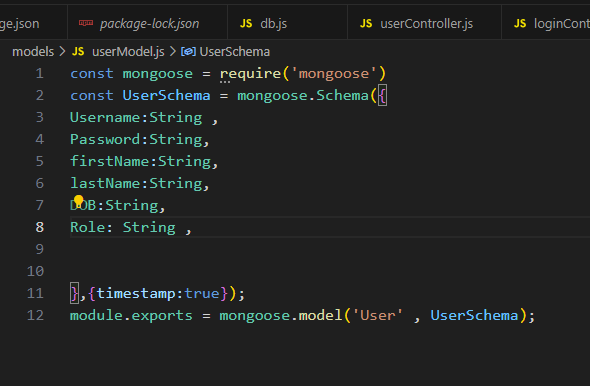 ge.json
package-lock.json
JS db.js
JS userController.js
JS loginCont
models > JS userModel.js > UserSchema
1 const mongoose = require('mongoose')
2 const UserSchema = mongoose.Schema({
3 Username:String ,
4 Password:String,
5 firstName:String,
6 lastName:String,
7 DOB:String,
8 Role: String ,
9
10
11 },{timestamp:true});
12 module.exports = mongoose.model('User' , UserSchema);